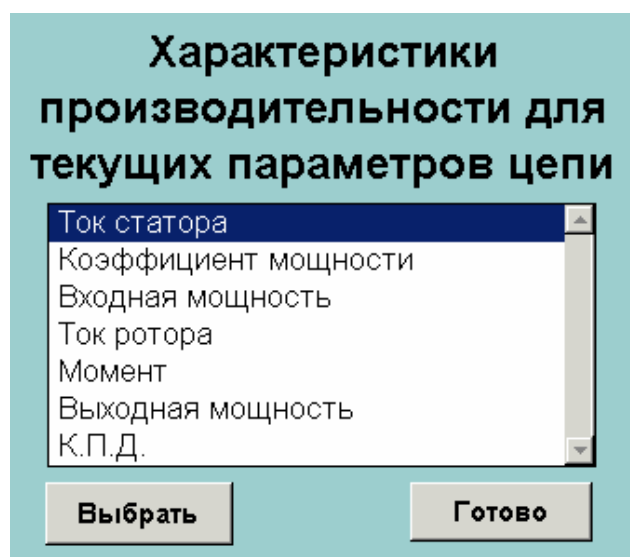 Характеристики
производительности для
текущих параметров цепи
Ток статора
Коэффициент мощности
Входная мощность
Ток ротора
Момент
Выходная мощность
К.П.Д.
Выбрать
Готово